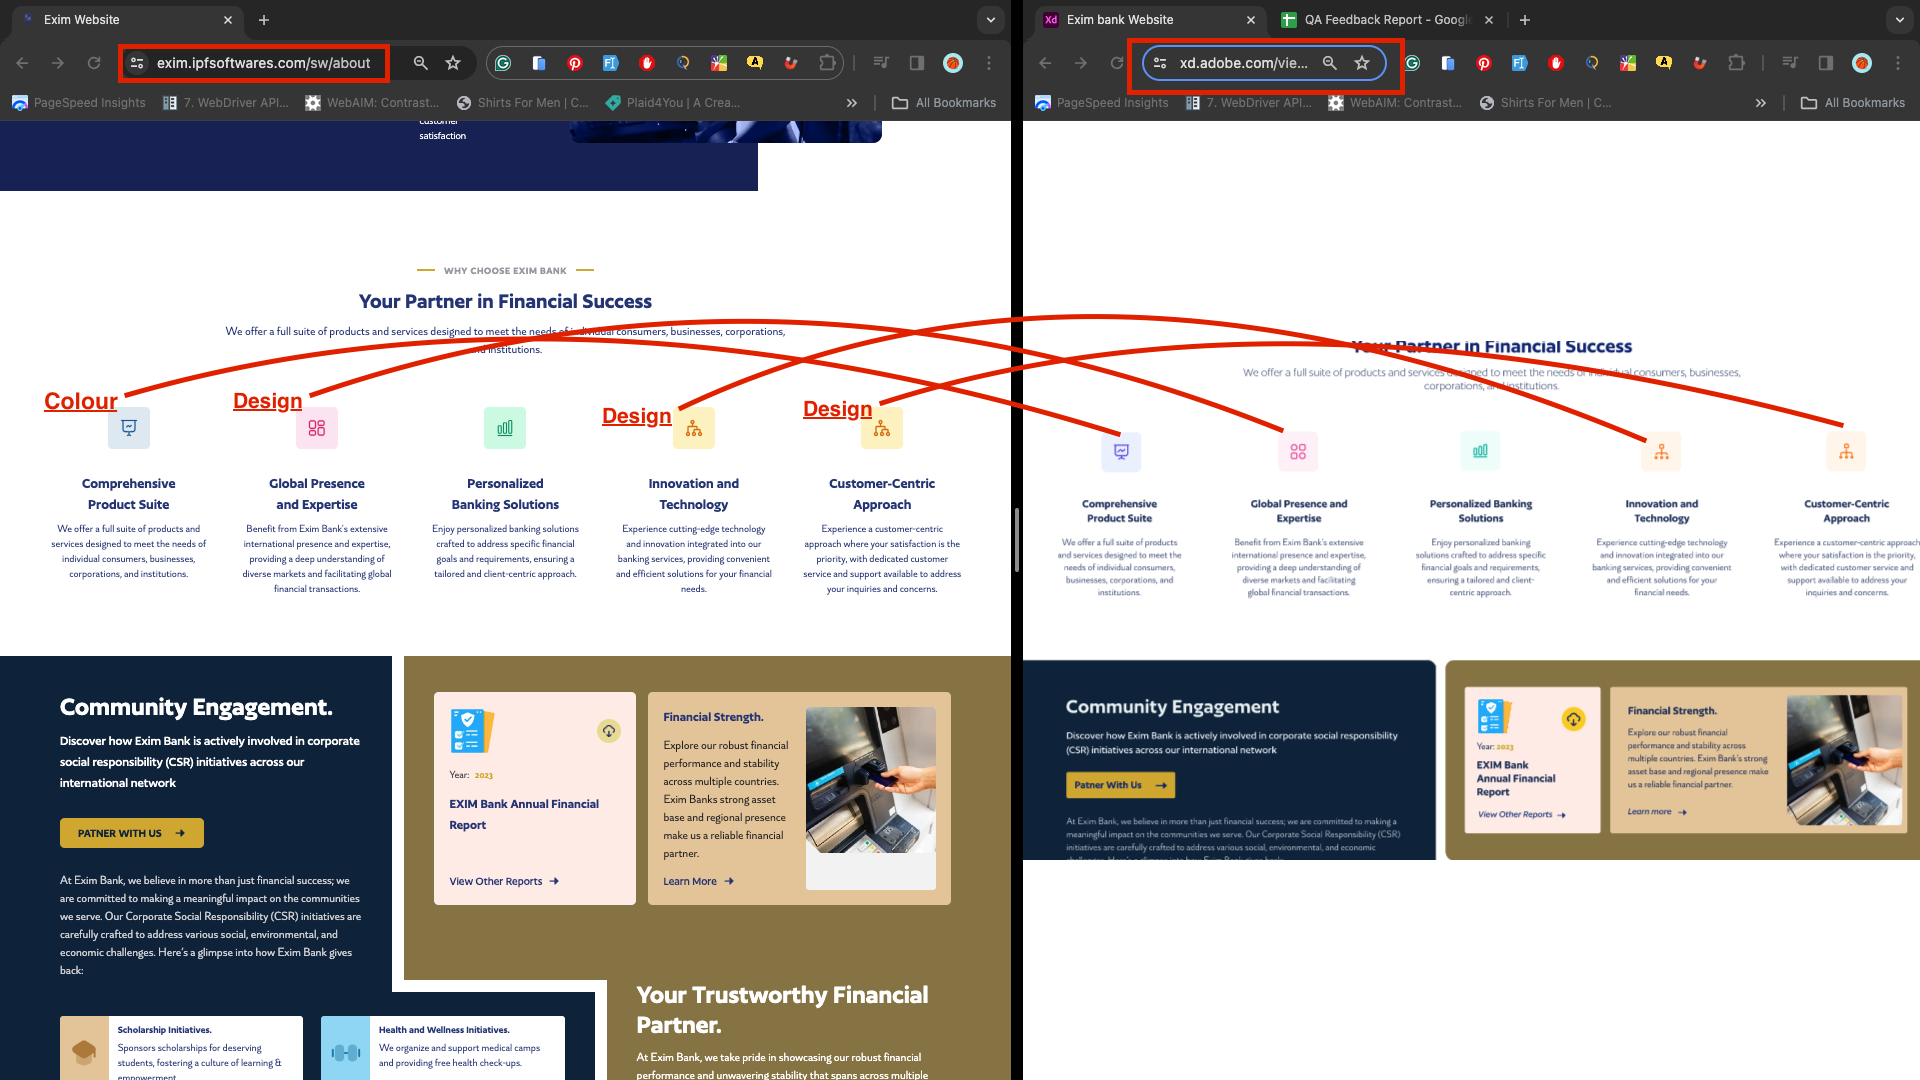 Exim Website
exim.ipfsoftwares.com/sw/about
PageSpeed Insights
7. WebDriver API...
WebAIM: Contrast...
Shirts For Men | C...
Plaid4You | A Crea...
All Bookmarks
customer
satisfaction
WHY CHOOSE EXIM BANK
Your Partner in Financial Success
We offer a full suite of products and services designed to meet the needs of individual consumers, businesses, corporations,
and institutions.
Colour
Design
Design
Design
Comprehensive
Product Suite
We offer a full suite of products and
services designed to meet the needs of
individual consumers, businesses,
corporations, and institutions.
Global Presence
and Expertise
Benefit from Exim Bank's extensive
international presence and expertise,
providing a deep understanding of
diverse markets and facilitating global
financial transactions.
Personalized
Banking Solutions
Enjoy personalized banking solutions
crafted to address specific financial
goals and requirements, ensuring a
tailored and client-centric approach.
Innovation and
Technology
Experience cutting-edge technology
and innovation integrated into our
banking services, providing convenient
and efficient solutions for your financial
needs.
Customer-Centric
Approach
Experience a customer-centric
approach where your satisfaction is the
priority, with dedicated customer
service and support available to address
your inquiries and concerns.
Community Engagement.
Discover how Exim Bank is actively involved in corporate
social responsibility (CSR) initiatives across our
international network
PATNER WITH US
At Exim Bank, we believe in more than just financial success; we
are committed to making a meaningful impact on the communities
we serve. Our Corporate Social Responsibility (CSR) initiatives are
carefully crafted to address various social, environmental, and
economic challenges. Here's a glimpse into how Exim Bank gives
back:
Scholarship Initiatives.
Sponsors scholarships for deserving
students, fostering a culture of learning &
empowerment
Health and Wellness Initiatives.
We organize and support medical camps
and providing free health check-ups.
Year: 2023
EXIM Bank Annual Financial
Report
View Other Reports
Financial Strength.
Explore our robust financial
performance and stability
across multiple countries.
Exim Banks strong asset
base and regional presence
make us a reliable financial
partner.
Learn More
Your Trustworthy Financial
Partner.
At Exim Bank, we take pride in showcasing our robust financial
performance and unwavering stability that spans across multiple
Xd
Exim bank Website
QA Feedback Report - Google
xd.adobe.com/vie...
PageSpeed Insights
7. WebDriver API...
WebAIM: Contrast...
Shirts For Men | C...
All Bookmarks
Your Partner in Financial Success
We offer a full suite of products and services designed to meet the needs of individual consumers, businesses,
corporations, and institutions.
Comprehensive
Product Suite
We offer a full suite of products
and services designed to meet the
needs of individual consumers,
businesses, corporations, and
institutions.
Global Presence and
Expertise
Benefit from Exim Bank's extensive
international presence and expertise,
providing a deep understanding of
diverse markets and facilitating
global financial transactions.
Personalized Banking
Solutions
Enjoy personalized banking
solutions crafted to address specific
financial goals and requirements,
ensuring a tailored and client-
centric approach.
Innovation and
Technology
Experience cutting-edge technology
and innovation integrated into our
banking services, providing convenient
and efficient solutions for your
financial needs.
Customer-Centric
Approach
Experience a customer-centric approach
where your satisfaction is the priority,
with dedicated customer service and
support available to address your
inquiries and concerns.
Community Engagement
Discover how Exim Bank is actively involved in corporate social responsibility
(CSR) initiatives across our international network
Patner With Us
At Exim Bank, we believe in more than just financial success; we are committed to making a
meaningful impact on the communities we serve. Our Corporate Social Responsibility (CSR)
initiatives are carefully crafted to address various social, environmental, and economic
challenges. Here's a glimpse into how Exim Bank gives back:
Year: 2023
EXIM Bank
Annual Financial
Report
View Other Reports
Financial Strength.
Explore our robust financial
performance and stability across
multiple countries. Exim Bank's strong
asset base and regional presence make
us a reliable financial partner.
Learn more